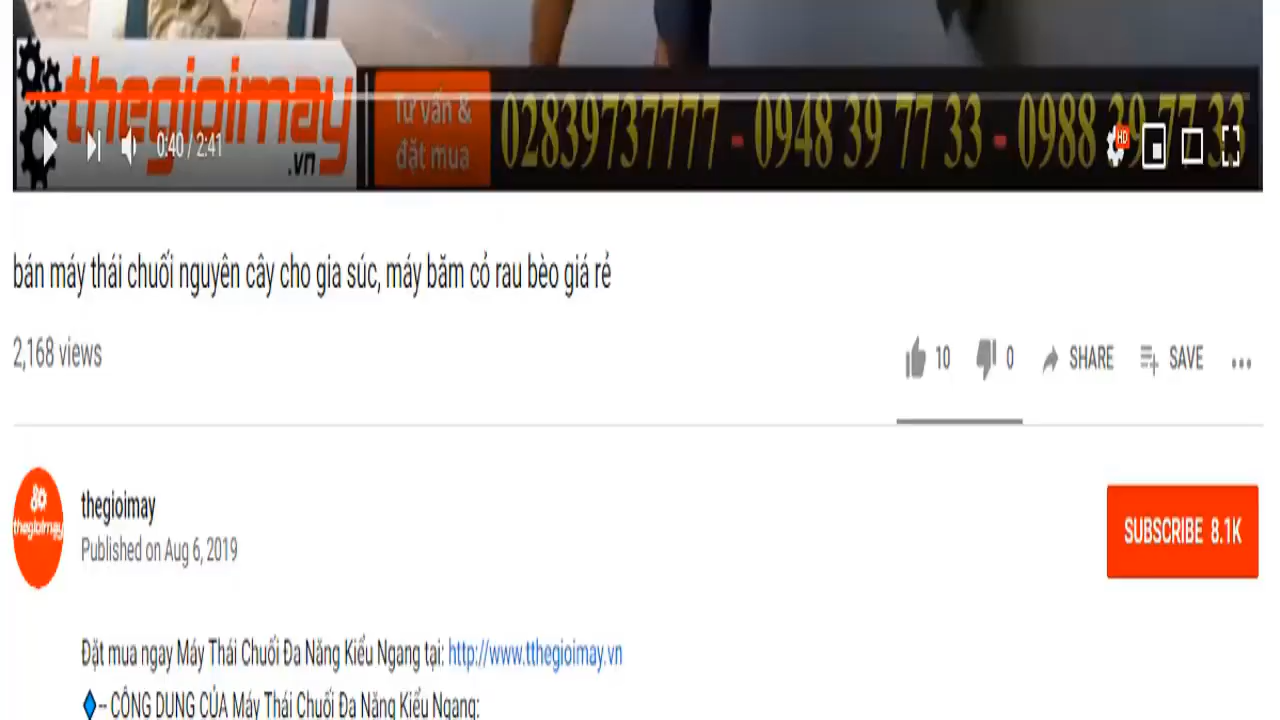 thegioimay
.vn
Tư vấn &
đặt mua
02839737777 - 0948 39 77 33 - 0988 39 77 33
0:40 / 2:41
HD
bán máy thái chuối nguyên cây cho gia súc, máy băm cỏ rau bèo giá rẻ
2,168 views
10 0 SHARE SAVE
thegioimay
thegioimay
Published on Aug 6, 2019
SUBSCRIBE 8.1K
Đặt mua ngay Máy Thái Chuối Đa Năng Kiểu Ngang tại: http://www.tthegioimay.vn
-- CÔNG DỤNG CỦA Máy Thái Chuối Đa Năng Kiểu Ngang: